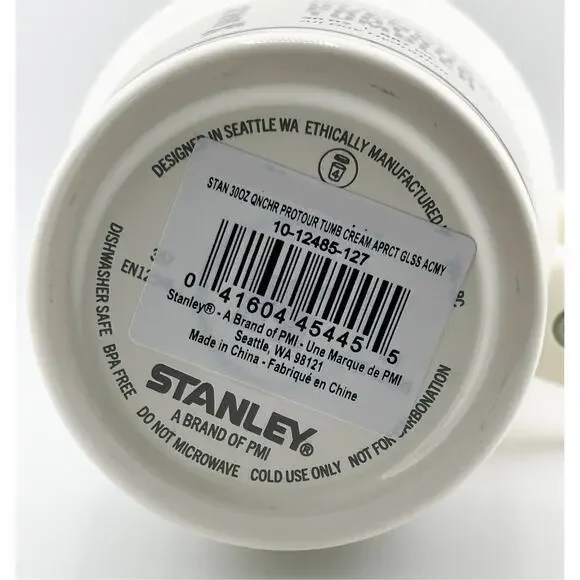 DESIGNED IN SEATTLE WA ETHICALLY MANUFACTURED
4
STAN 30OZ QNCHR PROTOUR TUMB CREAM APRCT GLSS ACMY
10-12485-127
0 41604 45445 5
Stanley® - A Brand of PMI - Une Marque de PMI
Seattle, WA 98121
Made in China - Fabriqué en Chine
EN12
STANLEY®
A BRAND OF PMI
DISHWASHER SAFE BPA FREE DO NOT MICROWAVE COLD USE ONLY NOT FOR CARBONATION